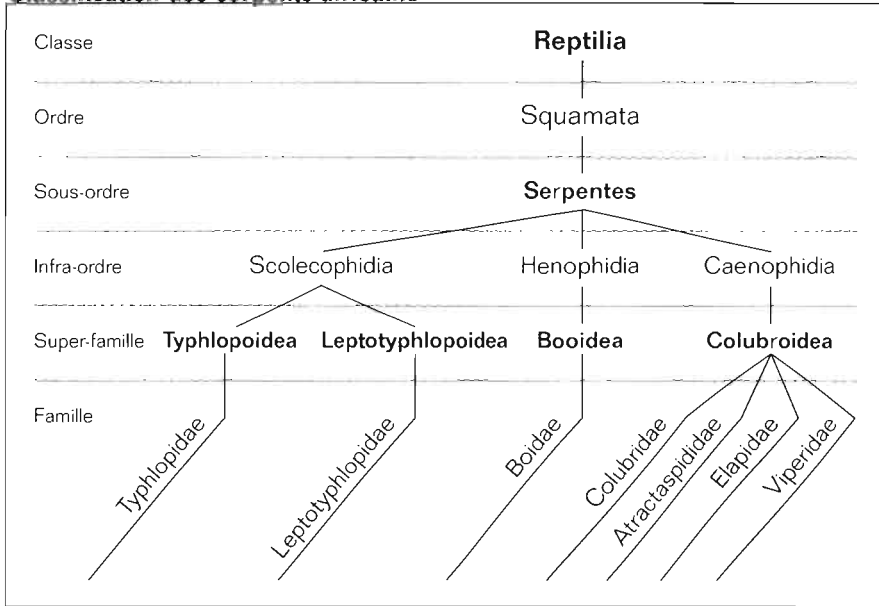 Classe Reptilia
Ordre Squamata
Sous-ordre Serpentes
Infra-ordre Scolecophidia Henophidia Caenophidia
Super-famille Typhlopoidea Leptotyphlopoidea Booidea Colubroidea
Famille
Typhlopidae
Leptotyphlopidae
Boidae
Colubridae
Atractaspididae
Elapidae
Viperidae